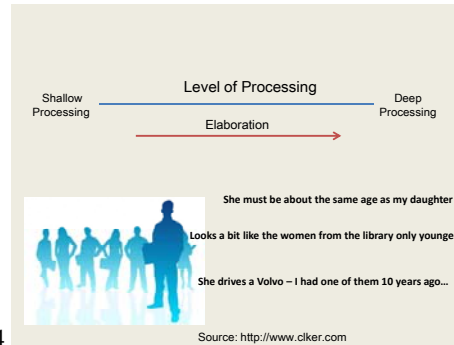 Level of Processing
Shallow
Processing
Deep
Processing
Elaboration
She must be about the same age as my daughter
Looks a bit like the women from the library only younge
She drives a Volvo – I had one of them 10 years ago...
Source: http://www.clker.com
4